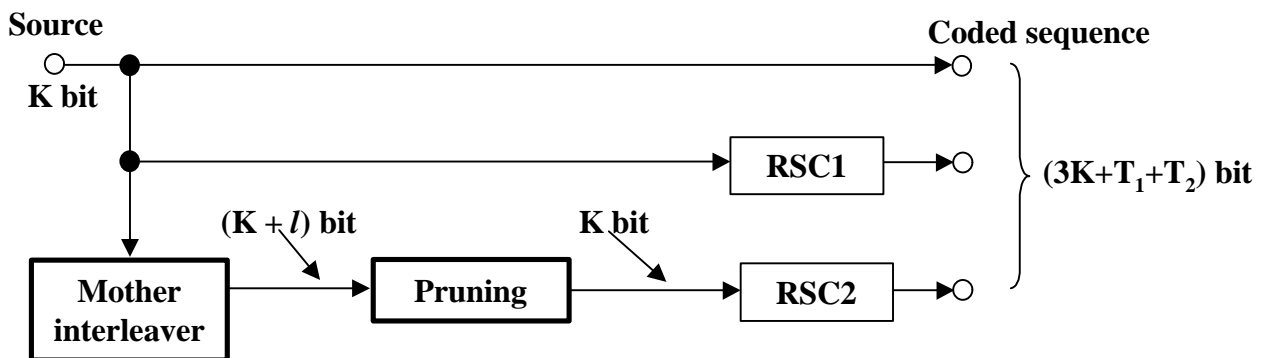 Source
Coded sequence
K bit
RSC1
(3K+T₁+T₂) bit
(K + l) bit
K bit
Mother
interleaver
Pruning
RSC2